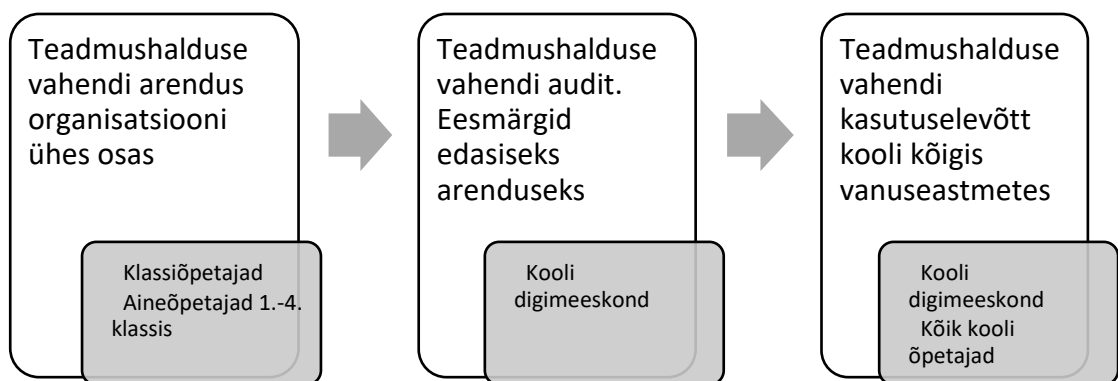 Teadmushalduse
vahendi arendus
organisatsiooni
ühes osas
Klassiõpetajad
Aineõpetajad 1.-4.
klassis
Teadmushalduse
vahendi audit.
Eesmärgid
edasiseks
arenduseks
Kooli
digimeeskond
Teadmushalduse
vahendi
kasutuselevõtt
kooli kõigis
vanuseastmetes
Kooli
digimeeskond
Kõik kooli
õpetajad